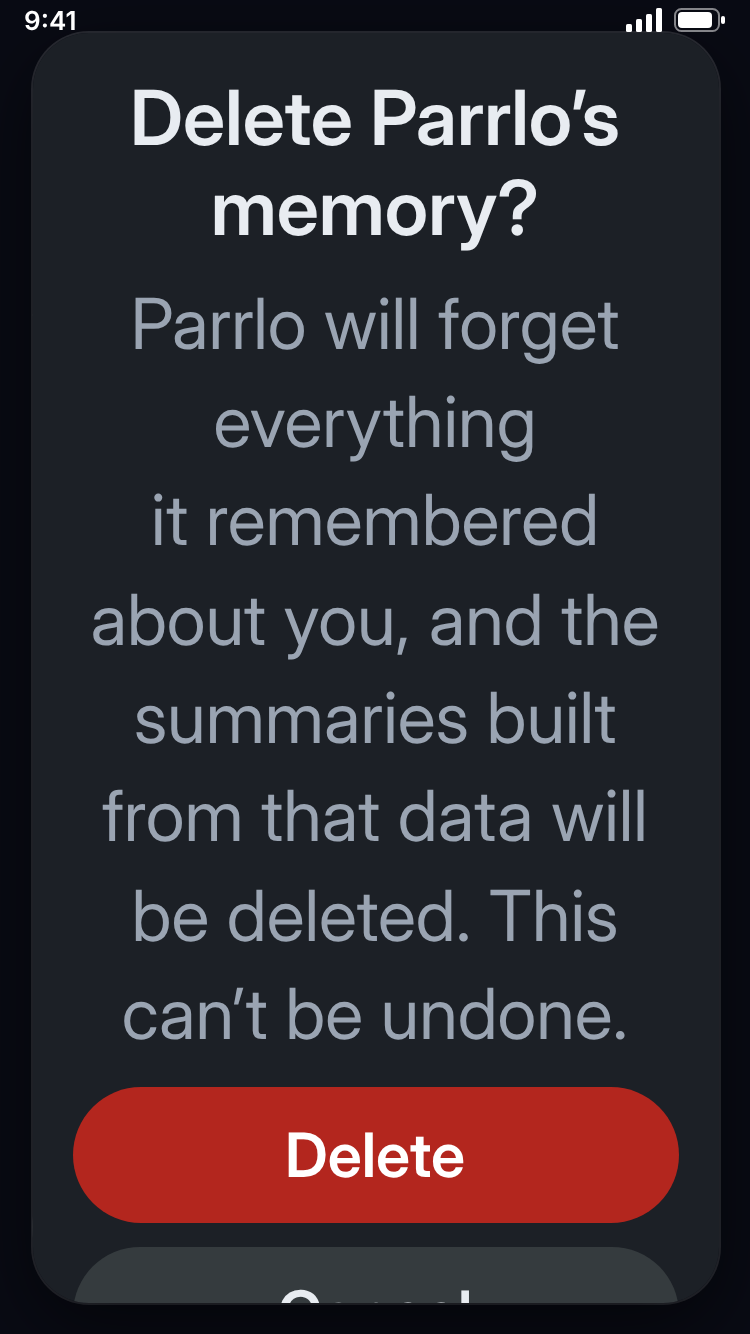 9:41
Delete Parrlo’s
memory?
Parrlo will forget
everything
it remembered
about you, and the
summaries built
from that data will
be deleted. This
can’t be undone.
Delete
Cancel